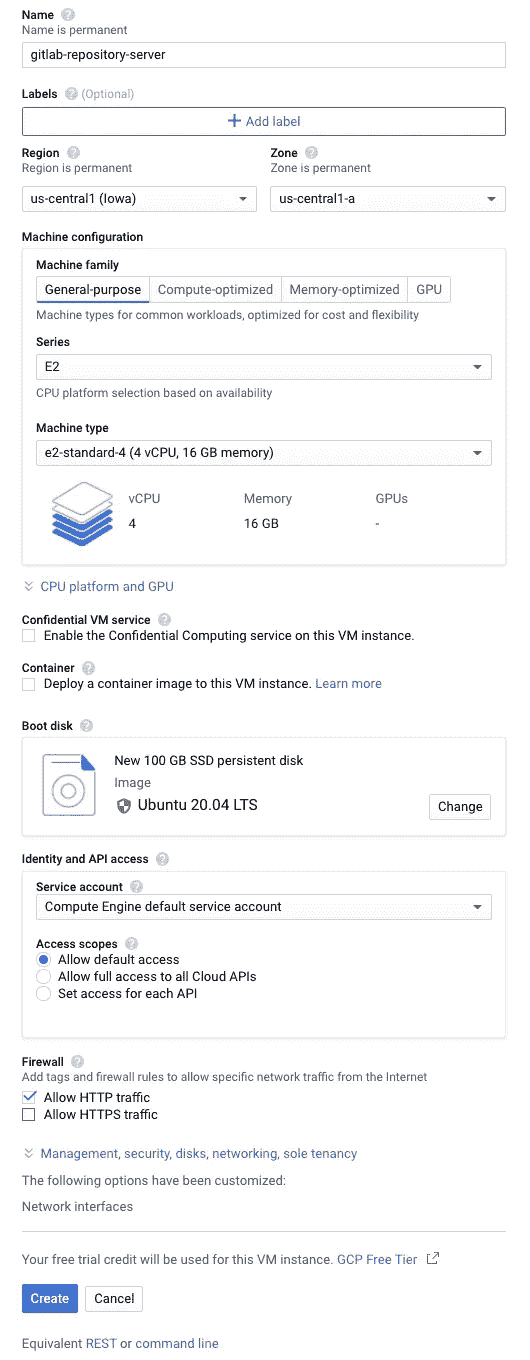 Name
Name is permanent
gitlab-repository-server
Labels (Optional)
+ Add label
Region
Zone
Region is permanent
Zone is permanent
us-central1 (Iowa)
us-central1-a
Machine configuration
Machine family
General-purpose Compute-optimized Memory-optimized GPU
Machine types for common workloads, optimized for cost and flexibility
Series
E2
CPU platform selection based on availability
Machine type
e2-standard-4 (4 vCPU, 16 GB memory)
vCPU Memory GPUs
4 16 GB -
CPU platform and GPU
Confidential VM service
Enable the Confidential Computing service on this VM instance.
Container
Deploy a container image to this VM instance. Learn more
Boot disk
New 100 GB SSD persistent disk
Image
Ubuntu 20.04 LTS
Change
Identity and API access
Service account
Compute Engine default service account
Access scopes
Allow default access
Allow full access to all Cloud APIs
Set access for each API
Firewall
Add tags and firewall rules to allow specific network traffic from the Internet
Allow HTTP traffic
Allow HTTPS traffic
Management, security, disks, networking, sole tenancy
The following options have been customized:
Network interfaces
Your free trial credit will be used for this VM instance. GCP Free Tier
Create Cancel
Equivalent REST or command line